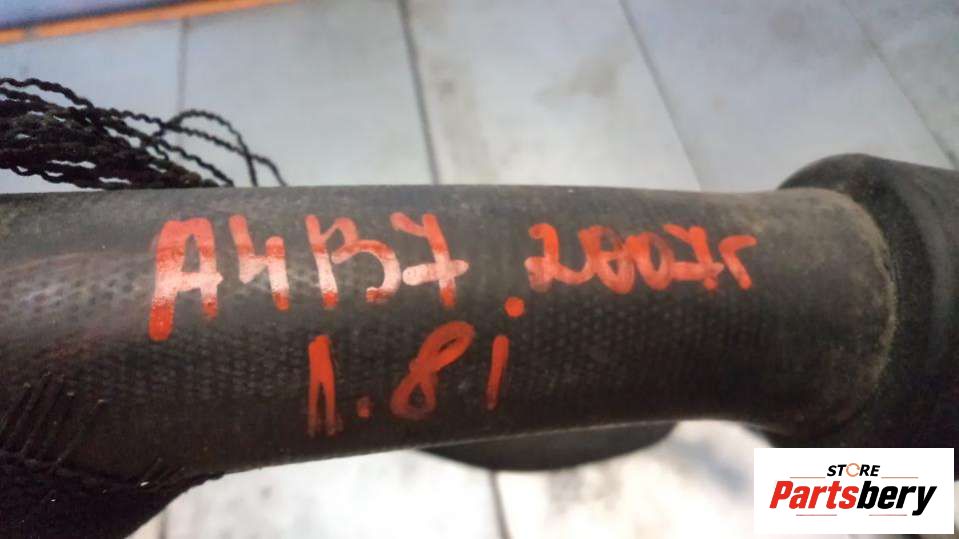 A4B7 2007г
1.8i
STORE
Partsbery